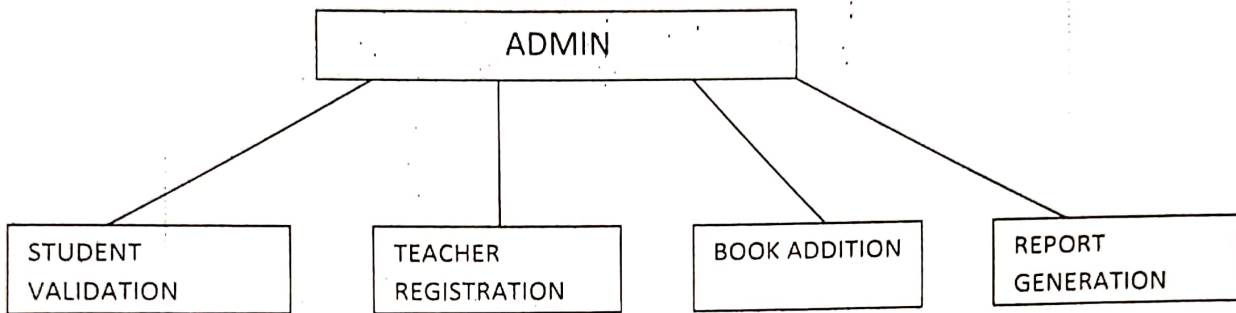 ADMIN
STUDENT
VALIDATION
TEACHER
REGISTRATION
BOOK ADDITION
REPORT
GENERATION